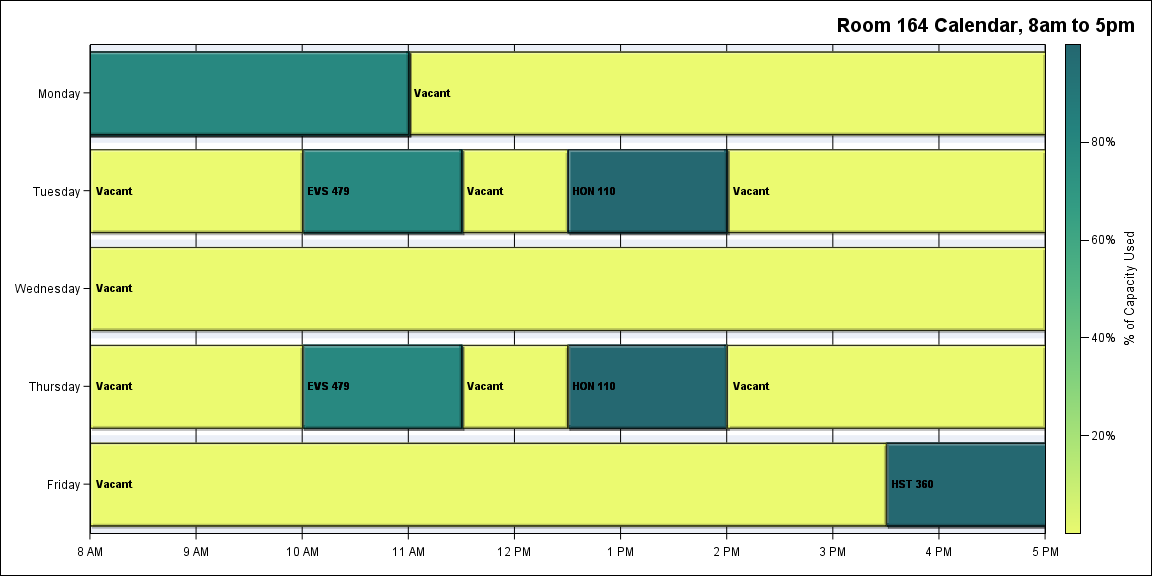 Room 164 Calendar, 8am to 5pm
Monday
Vacant
Tuesday
Vacant
EVS 479
Vacant
HON 110
Vacant
Wednesday
Vacant
Thursday
Vacant
EVS 479
Vacant
HON 110
Vacant
Friday
Vacant
HST 360
8 AM
9 AM
10 AM
11 AM
12 PM
1 PM
2 PM
3 PM
4 PM
5 PM
80%
60%
40%
20%
% of Capacity Used